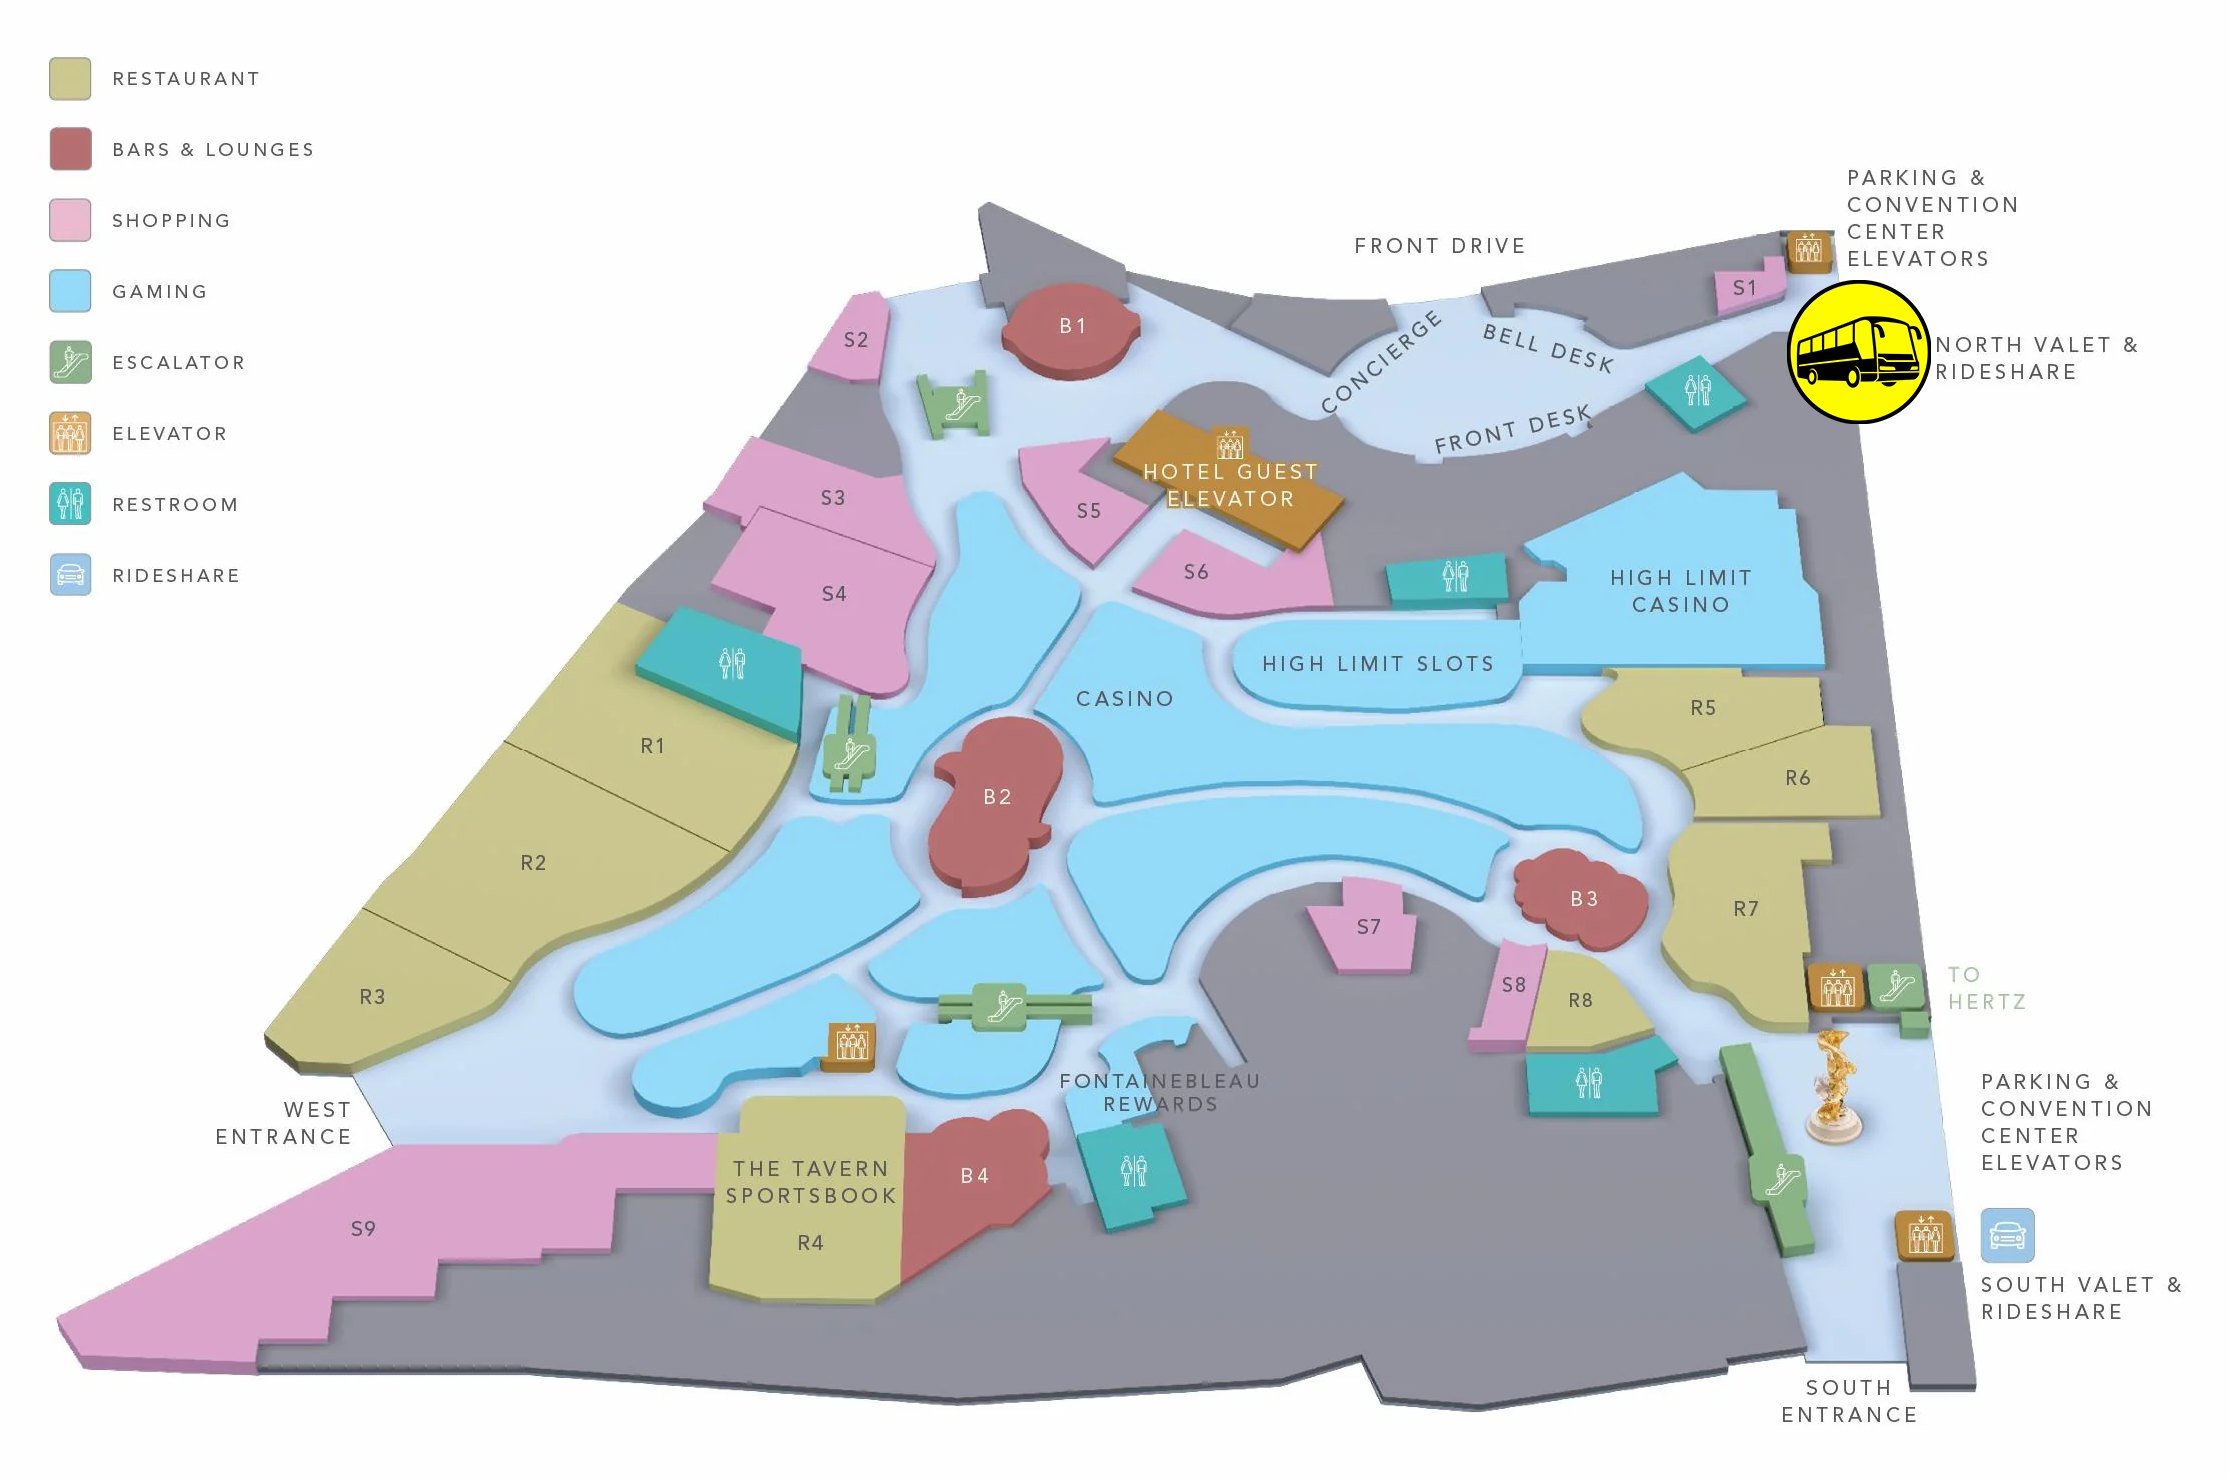 RESTAURANT
BARS & LOUNGES
SHOPPING
GAMING
ESCALATOR
ELEVATOR
RESTROOM
RIDESHARE
PARKING &
CONVENTION
CENTER
ELEVATORS
FRONT DRIVE
S1
B1
CONCIERGE
BELL DESK
FRONT DESK
NORTH VALET &
RIDESHARE
S2
HOTEL GUEST
ELEVATOR
S3
S5
S4
S6
HIGH LIMIT
CASINO
HIGH LIMIT SLOTS
CASINO
R1
R5
R6
B2
R2
B3
R7
S7
R3
S8
R8
TO
HERTZ
FONTAINEBLEAU
REWARDS
WEST
ENTRANCE
PARKING &
CONVENTION
CENTER
ELEVATORS
THE TAVERN
SPORTSBOOK
R4
B4
S9
SOUTH VALET &
RIDESHARE
SOUTH
ENTRANCE